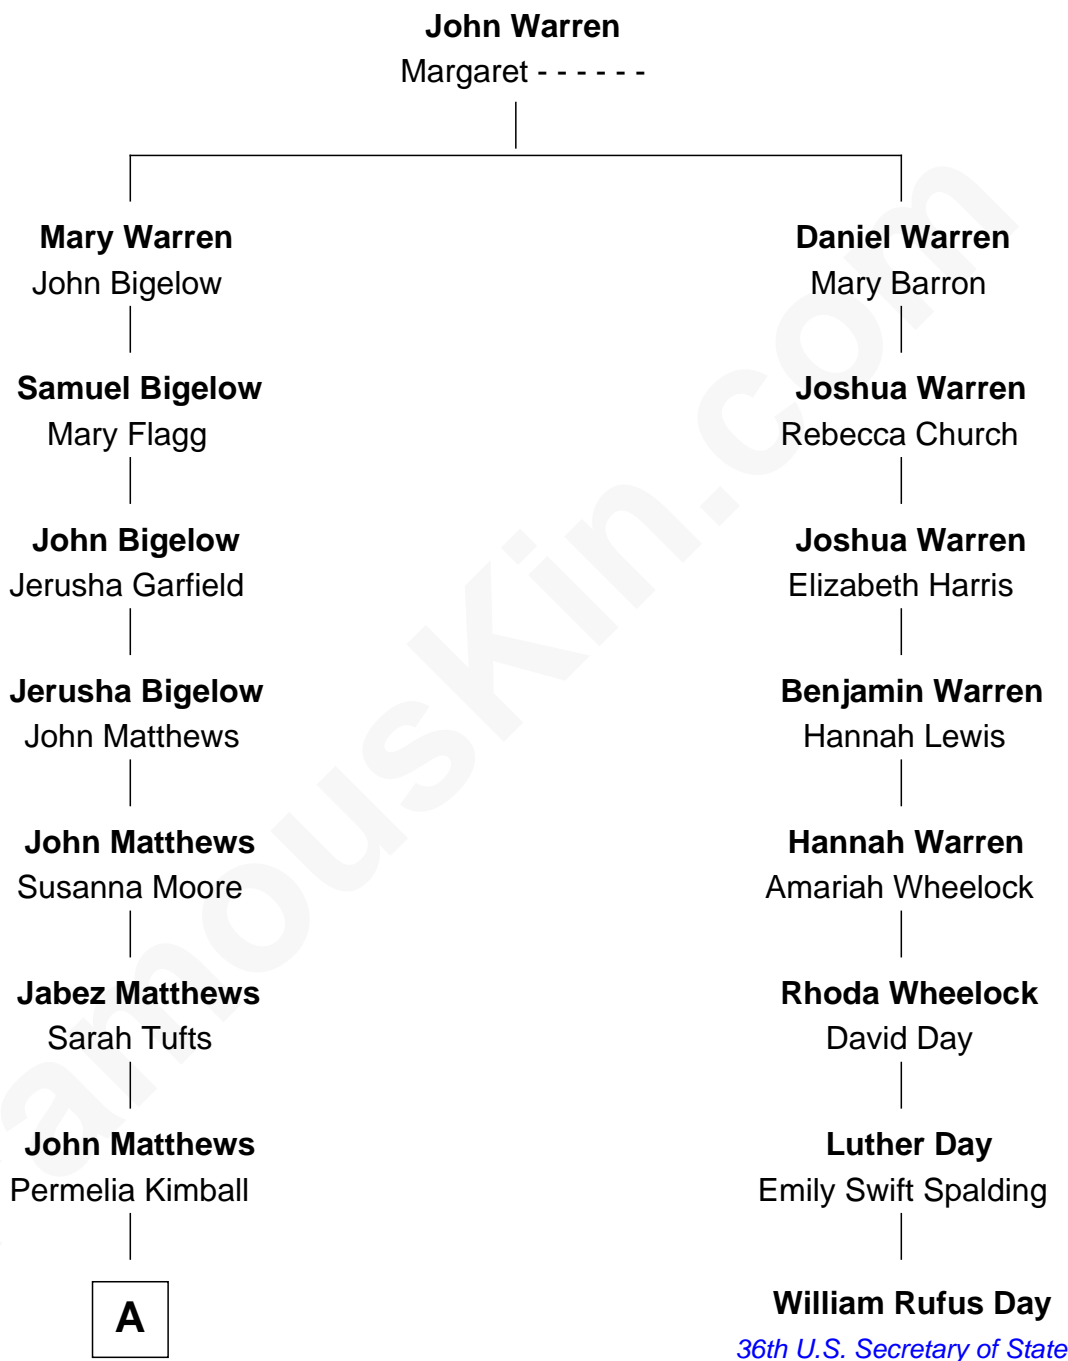 John Warren
Margaret - - - - - -
Mary Warren
John Bigelow
Daniel Warren
Mary Barron
Samuel Bigelow
Mary Flagg
Joshua Warren
Rebecca Church
John Bigelow
Jerusha Garfield
Joshua Warren
Elizabeth Harris
Jerusha Bigelow
John Matthews
Benjamin Warren
Hannah Lewis
John Matthews
Susanna Moore
Hannah Warren
Amariah Wheelock
Jabez Matthews
Sarah Tufts
Rhoda Wheelock
David Day
John Matthews
Permelia Kimball
Luther Day
Emily Swift Spalding
A
William Rufus Day
36th U.S. Secretary of State
amouskin.com